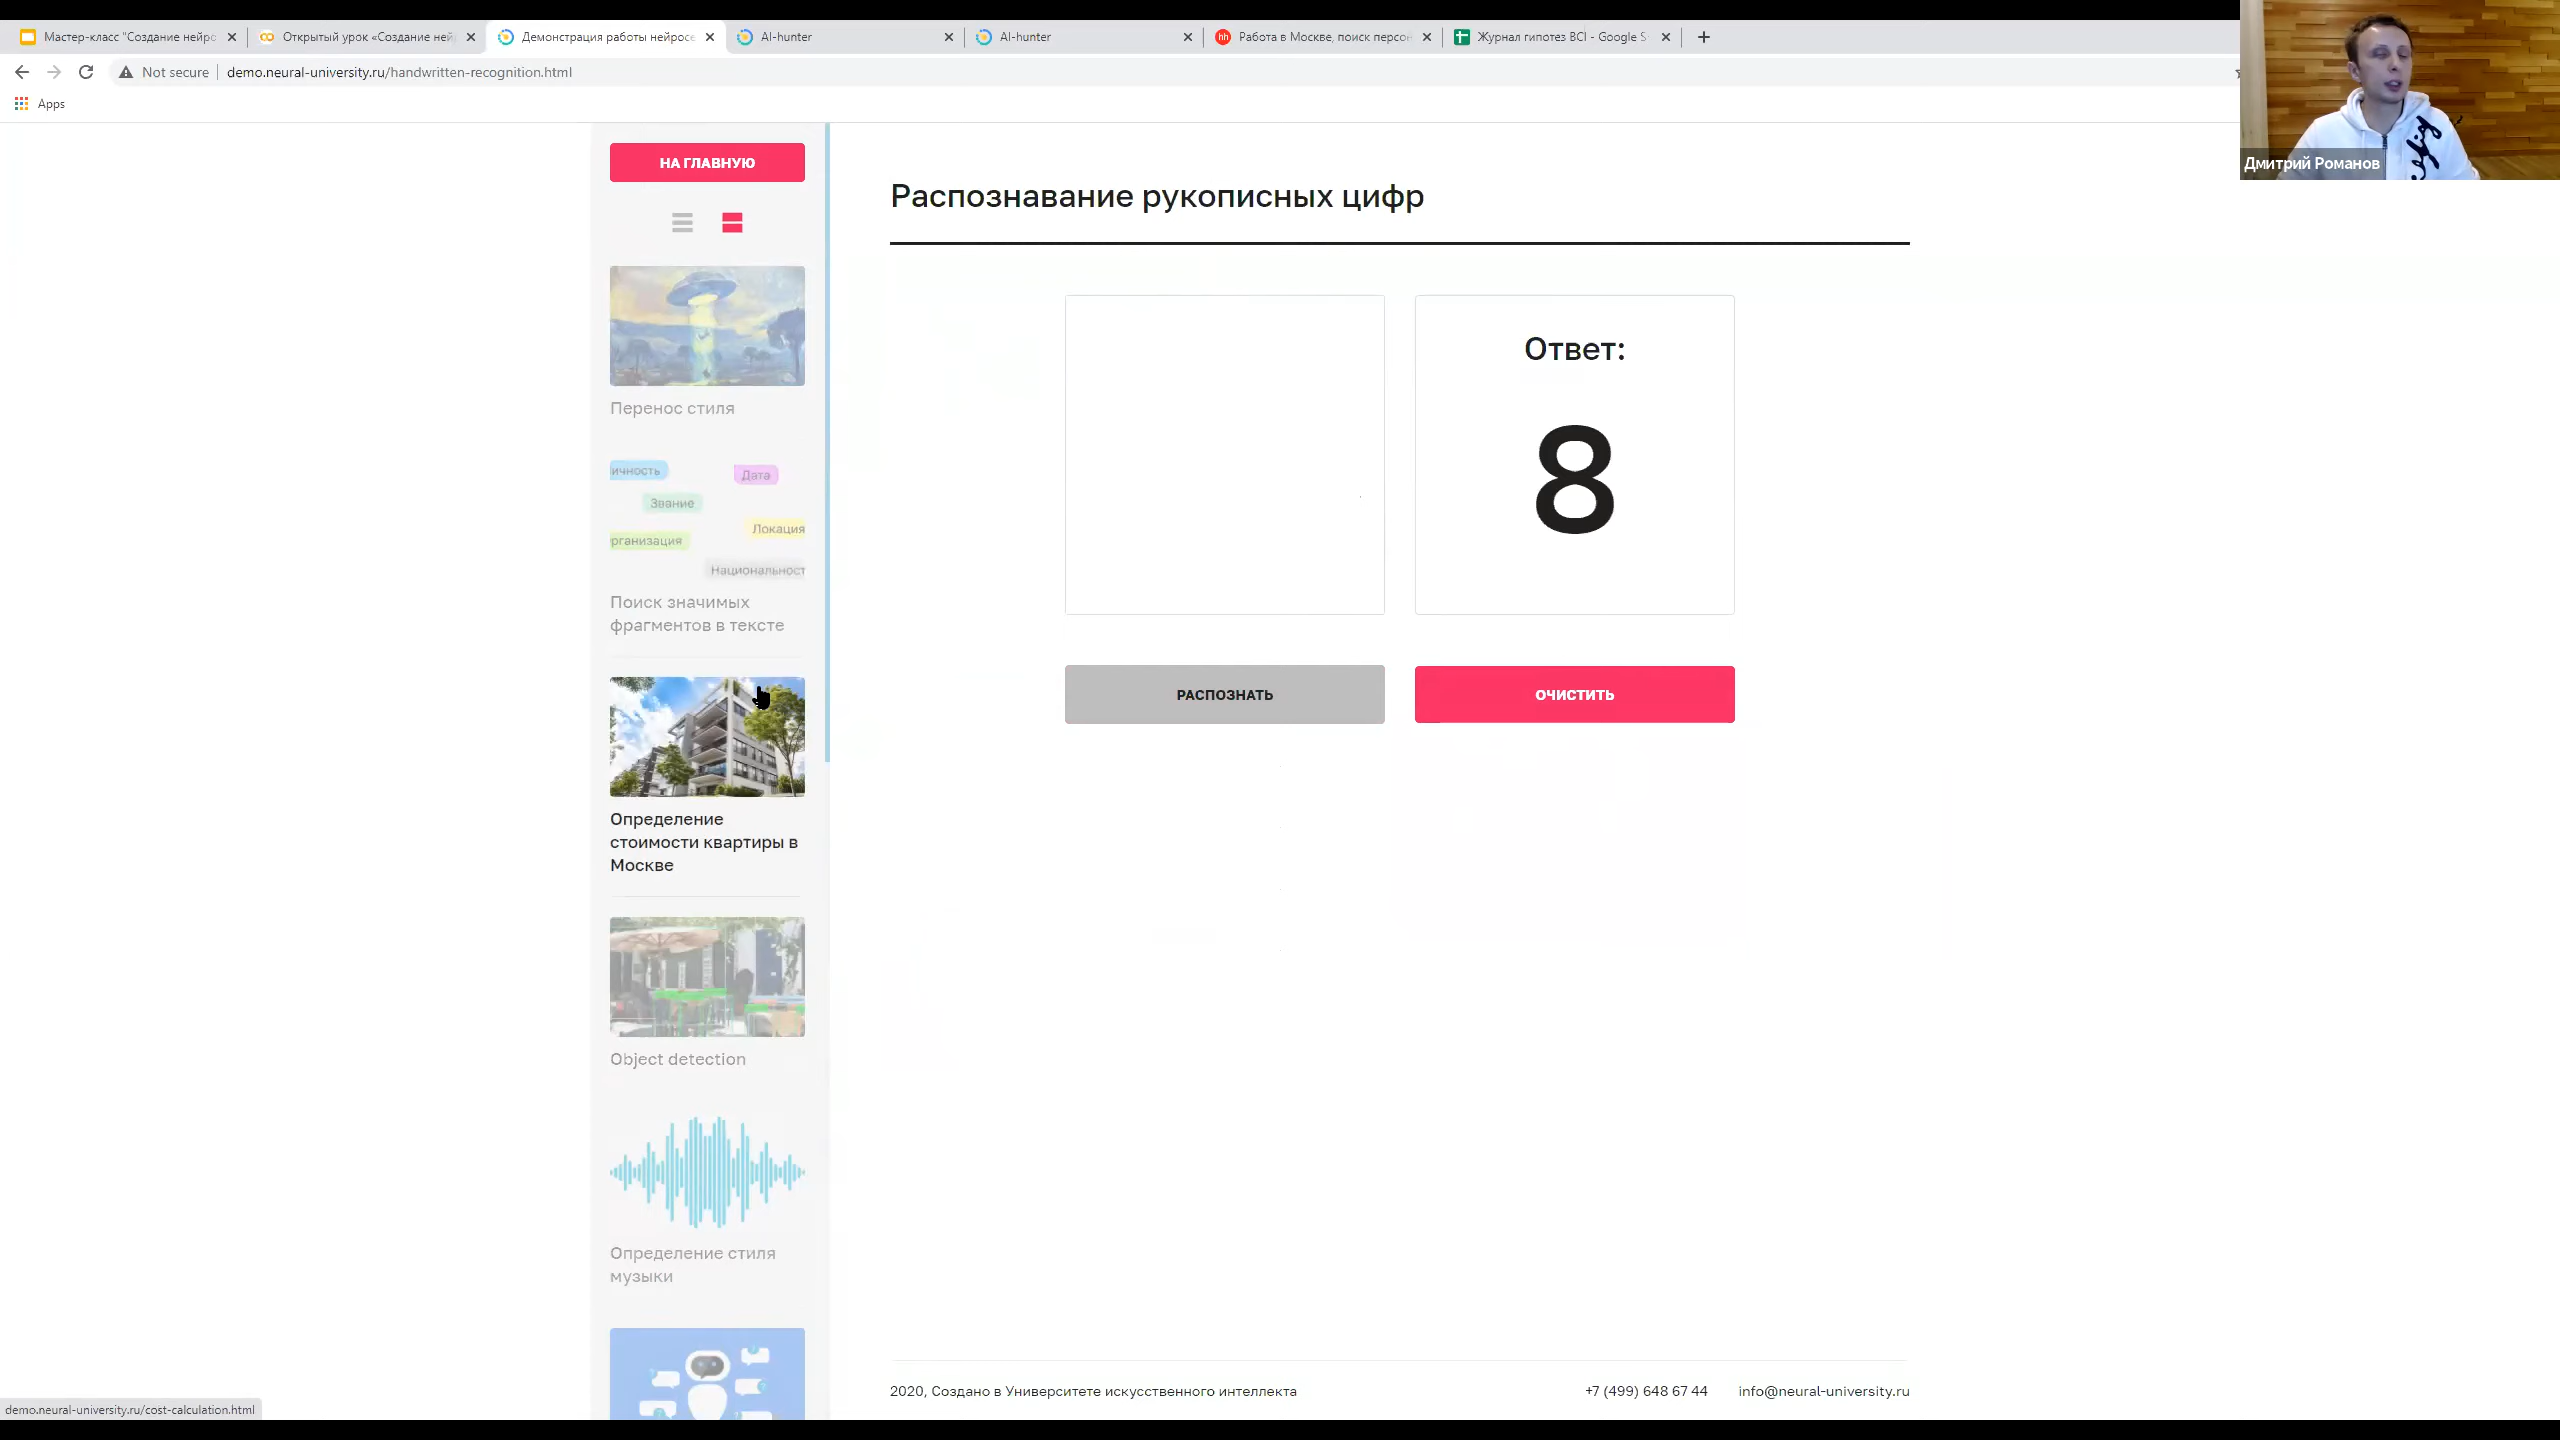 Мастер-класс "Создание нейро
Открытый урок «Создание ней
Демонстрация работы нейросе
AI-hunter
AI-hunter
hh
Работа в Москве, поиск персо
Журнал гипотез BCI - Google S
Not secure
demo.neural-university.ru/handwritten-recognition.html
Apps
Дмитрий Романов
НА ГЛАВНУЮ
Распознавание рукописных цифр
Перенос стиля
ичность
Дата
Звание
Локация
рганизация
Национальност
Поиск значимых
фрагментов в тексте
Определение
стоимости квартиры в
Москве
Object detection
Определение стиля
музыки
Ответ:
8
РАСПОЗНАТЬ
ОЧИСТИТЬ
2020, Создано в Университете искусственного интеллекта
+7 (499) 648 67 44
info@neural-university.ru
demo.neural-university.ru/cost-calculation.html